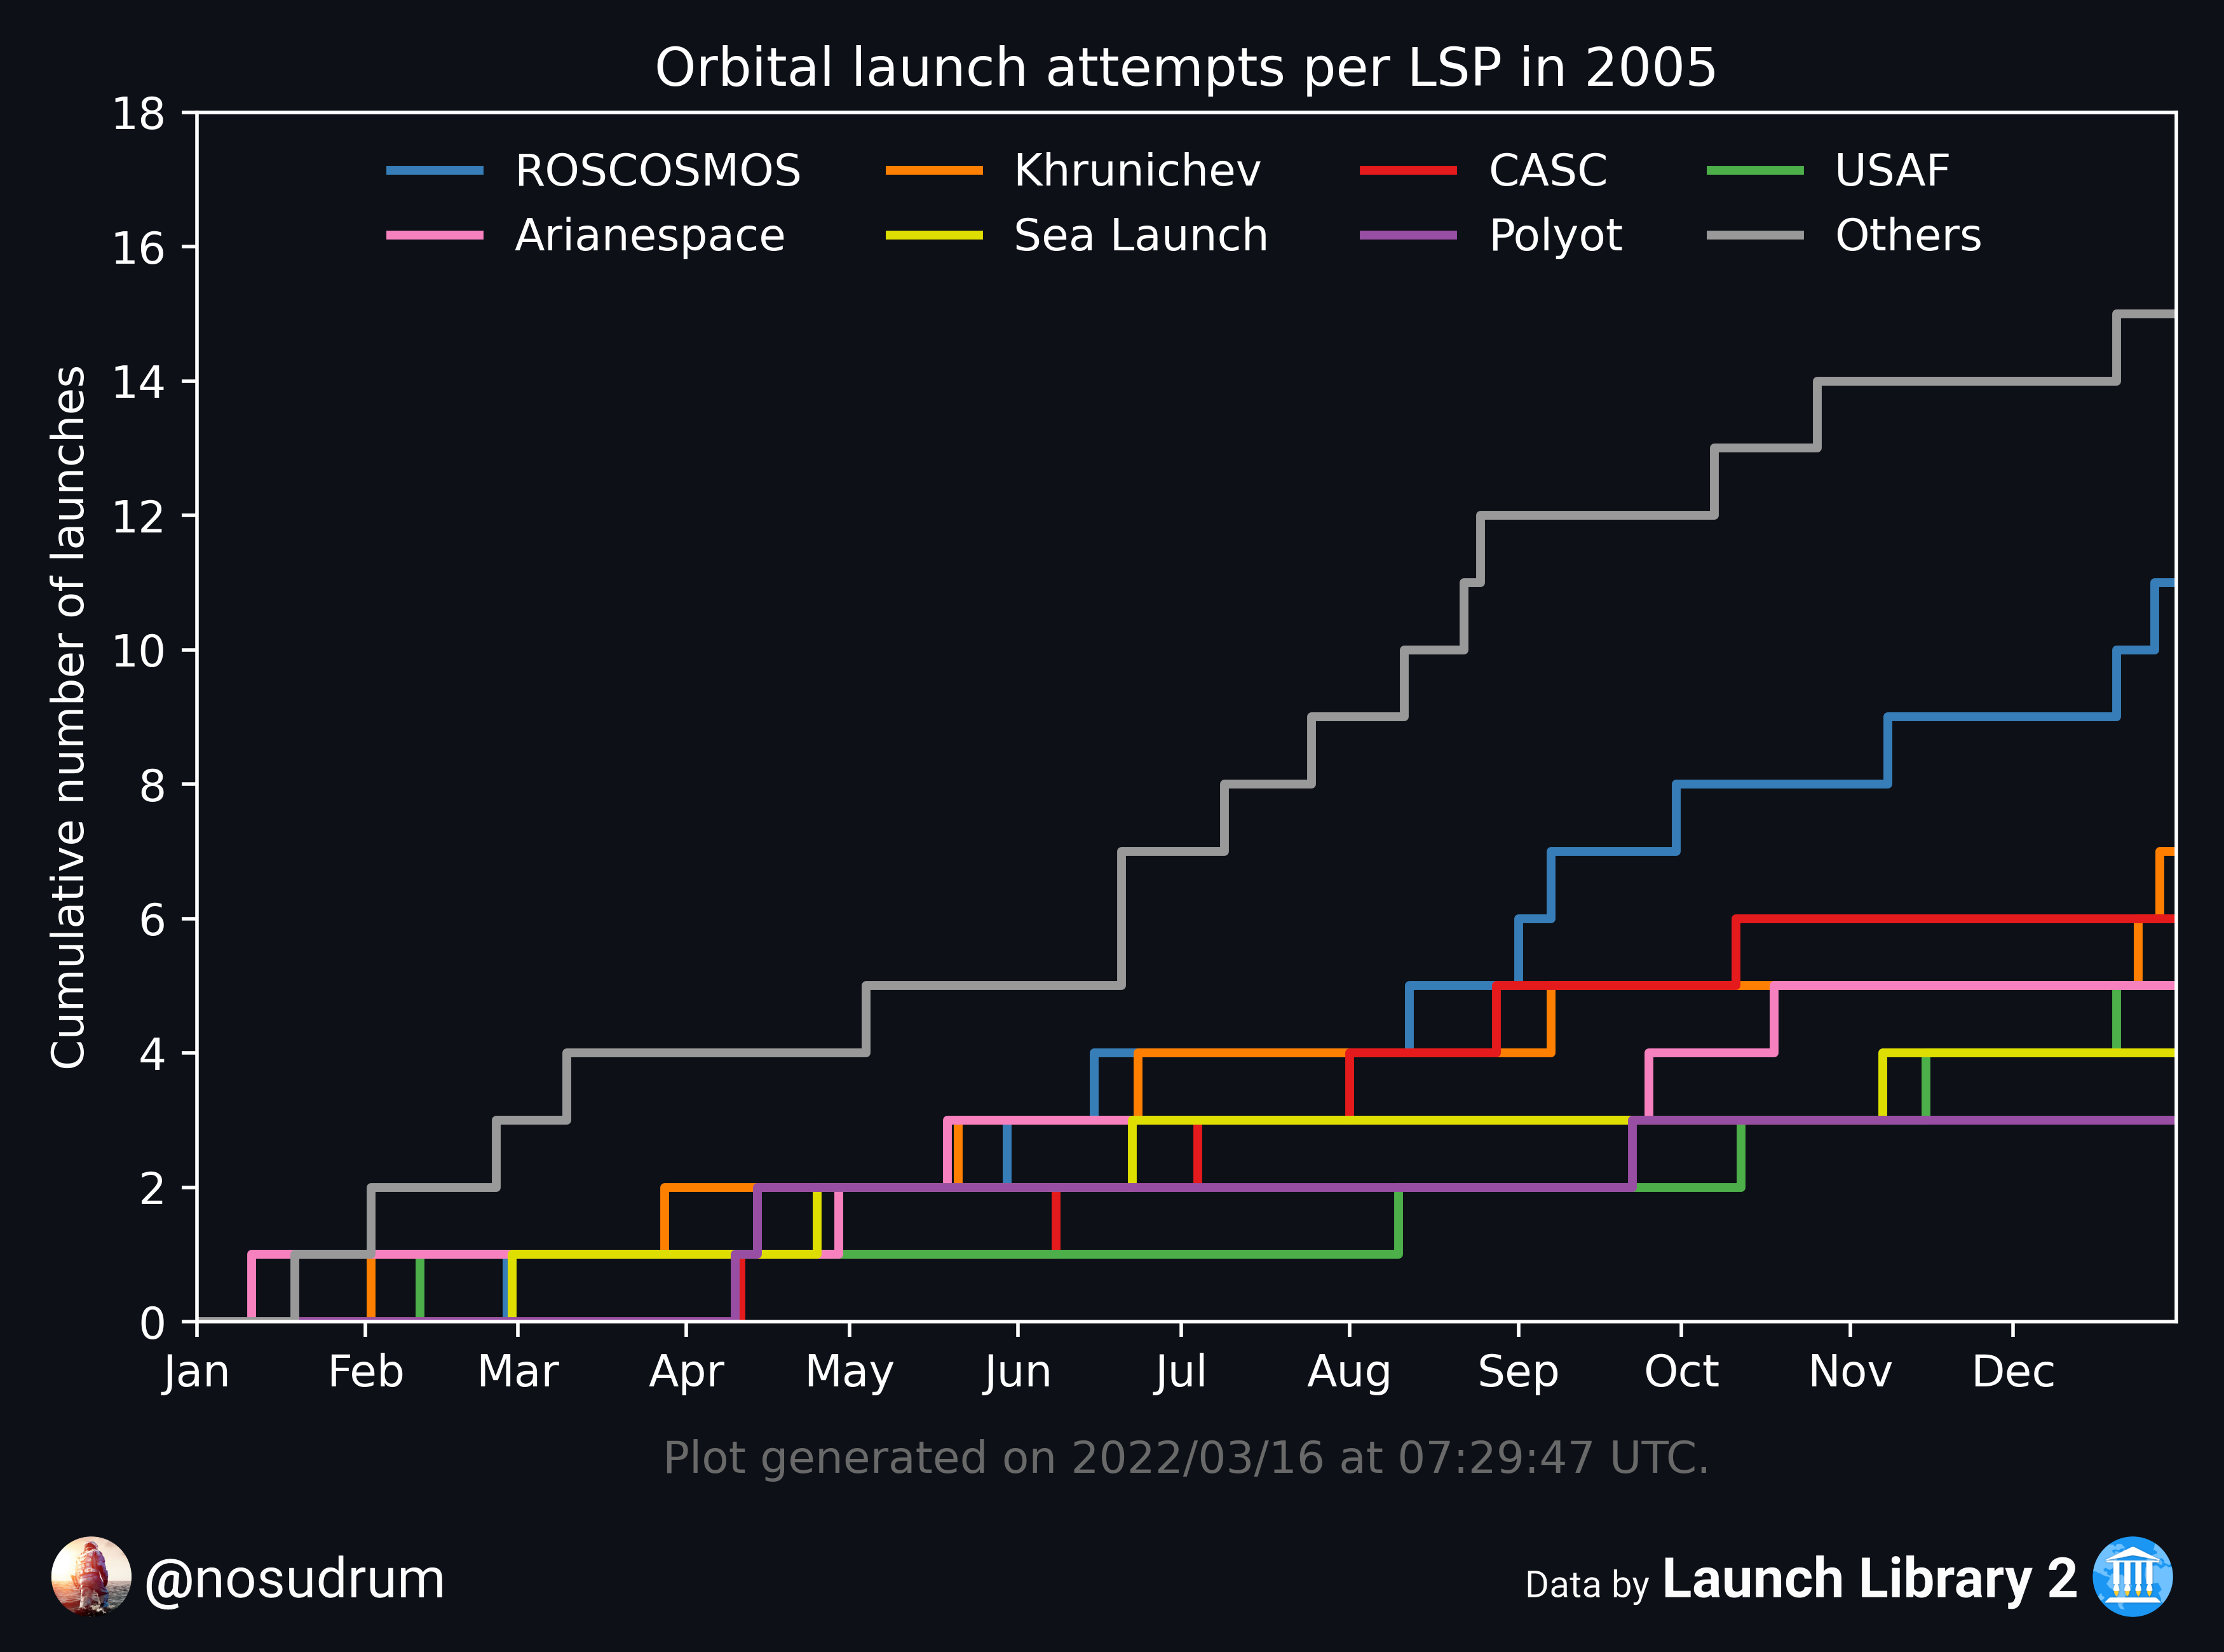 Orbital launch attempts per LSP in 2005
18
16
14
12
10
8
6
4
2
0
Cumulative number of launches
ROSCOSMOS Khrunichev CASC USAF
Arianespace Sea Launch Polyot Others
Jan Feb Mar Apr May Jun Jul Aug Sep Oct Nov Dec
Plot generated on 2022/03/16 at 07:29:47 UTC.
@nosudrum
Data by Launch Library 2